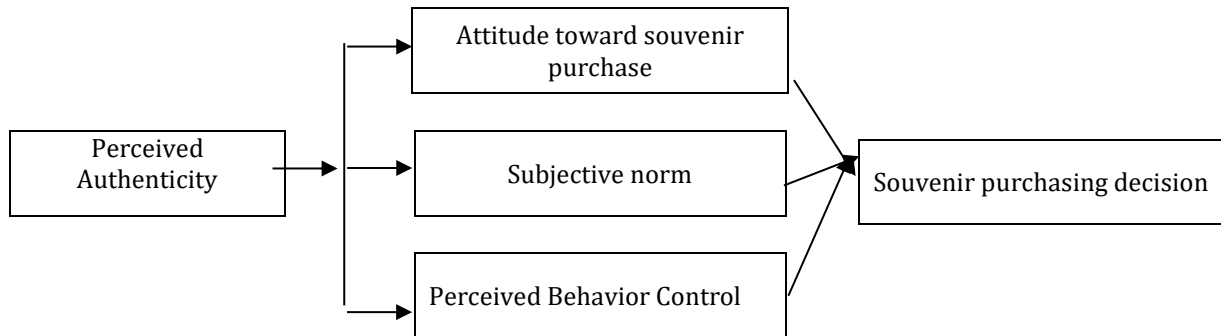 Attitude toward souvenir
purchase
Perceived
Authenticity
Subjective norm
Souvenir purchasing decision
Perceived Behavior Control